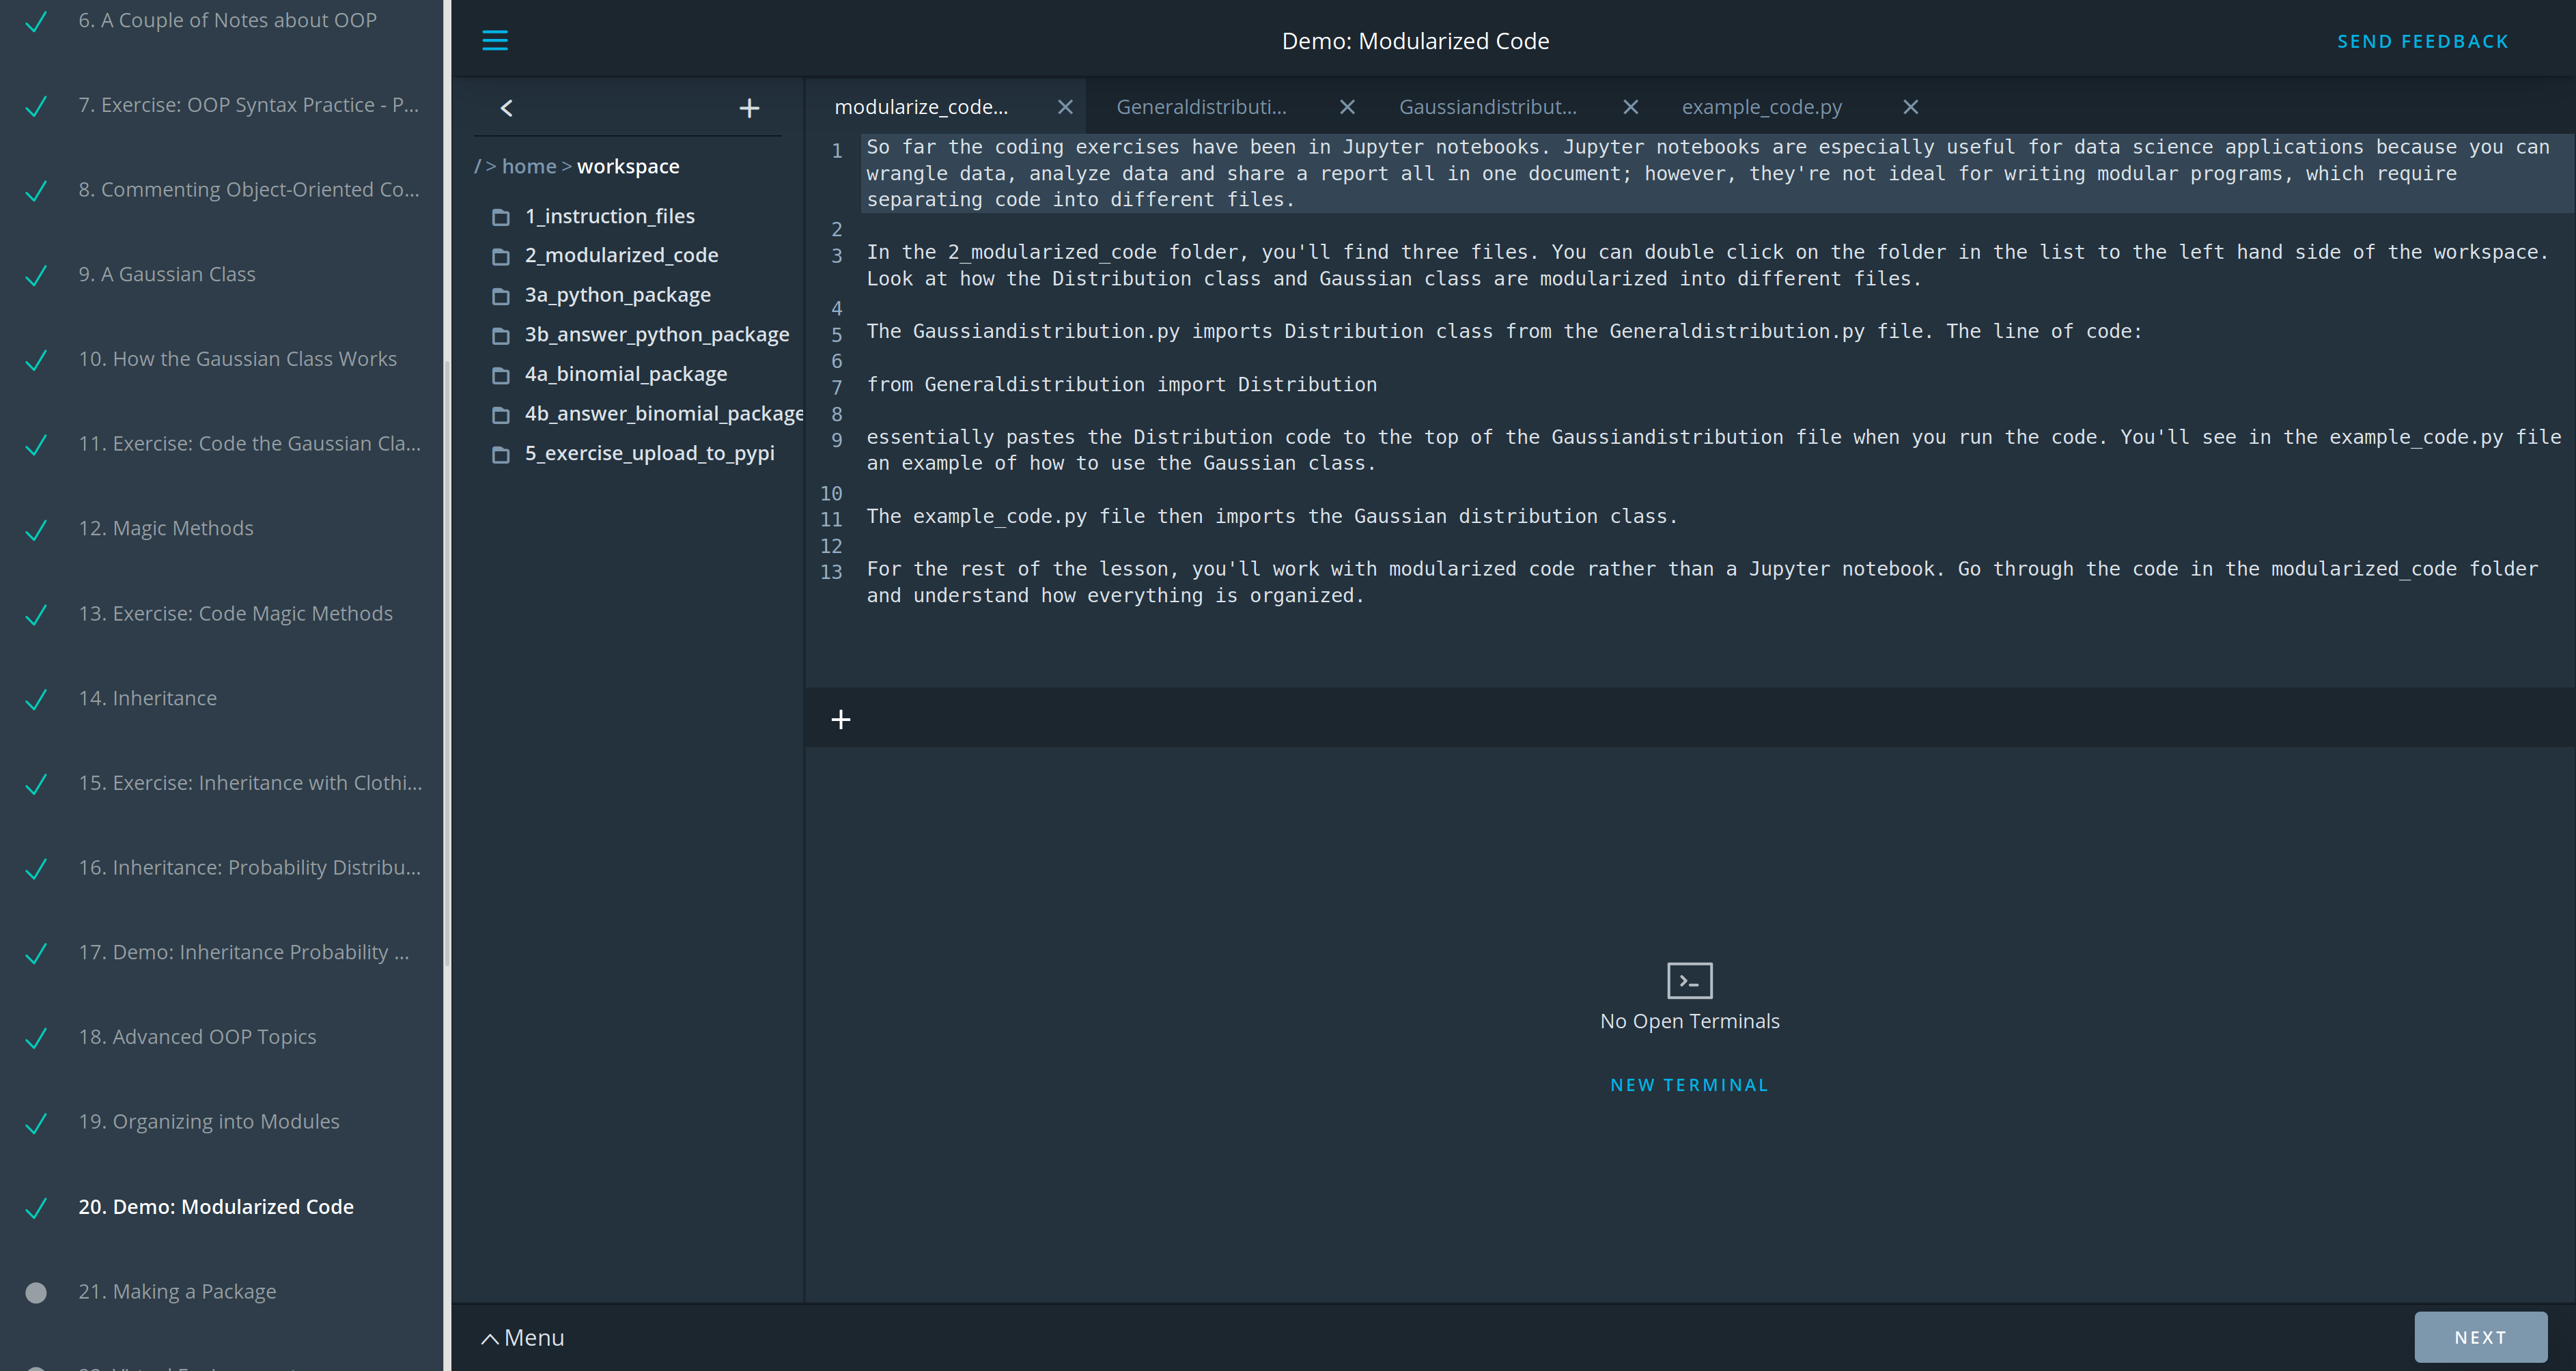 6. A Couple of Notes about OOP
7. Exercise: OOP Syntax Practice - P...
8. Commenting Object-Oriented Co...
9. A Gaussian Class
10. How the Gaussian Class Works
11. Exercise: Code the Gaussian Cla...
12. Magic Methods
13. Exercise: Code Magic Methods
14. Inheritance
15. Exercise: Inheritance with Clothi...
16. Inheritance: Probability Distribu...
17. Demo: Inheritance Probability ...
18. Advanced OOP Topics
19. Organizing into Modules
20. Demo: Modularized Code
21. Making a Package
Demo: Modularized Code
SEND FEEDBACK
/ > home > workspace
1_instruction_files
2_modularized_code
3a_python_package
3b_answer_python_package
4a_binomial_package
4b_answer_binomial_package
5_exercise_upload_to_pypi
modularize_code...
Generaldistributi...
Gaussiandistribut...
example_code.py
1 So far the coding exercises have been in Jupyter notebooks. Jupyter notebooks are especially useful for data science applications because you can
wrangle data, analyze data and share a report all in one document; however, they're not ideal for writing modular programs, which require
separating code into different files.
2
3 In the 2_modularized_code folder, you'll find three files. You can double click on the folder in the list to the left hand side of the workspace.
Look at how the Distribution class and Gaussian class are modularized into different files.
4
5 The Gaussiandistribution.py imports Distribution class from the Generaldistribution.py file. The line of code:
6
7 from Generaldistribution import Distribution
8
9 essentially pastes the Distribution code to the top of the Gaussiandistribution file when you run the code. You'll see in the example_code.py file
an example of how to use the Gaussian class.
10
11 The example_code.py file then imports the Gaussian distribution class.
12
13 For the rest of the lesson, you'll work with modularized code rather than a Jupyter notebook. Go through the code in the modularized_code folder
and understand how everything is organized.
No Open Terminals
NEW TERMINAL
Menu
NEXT